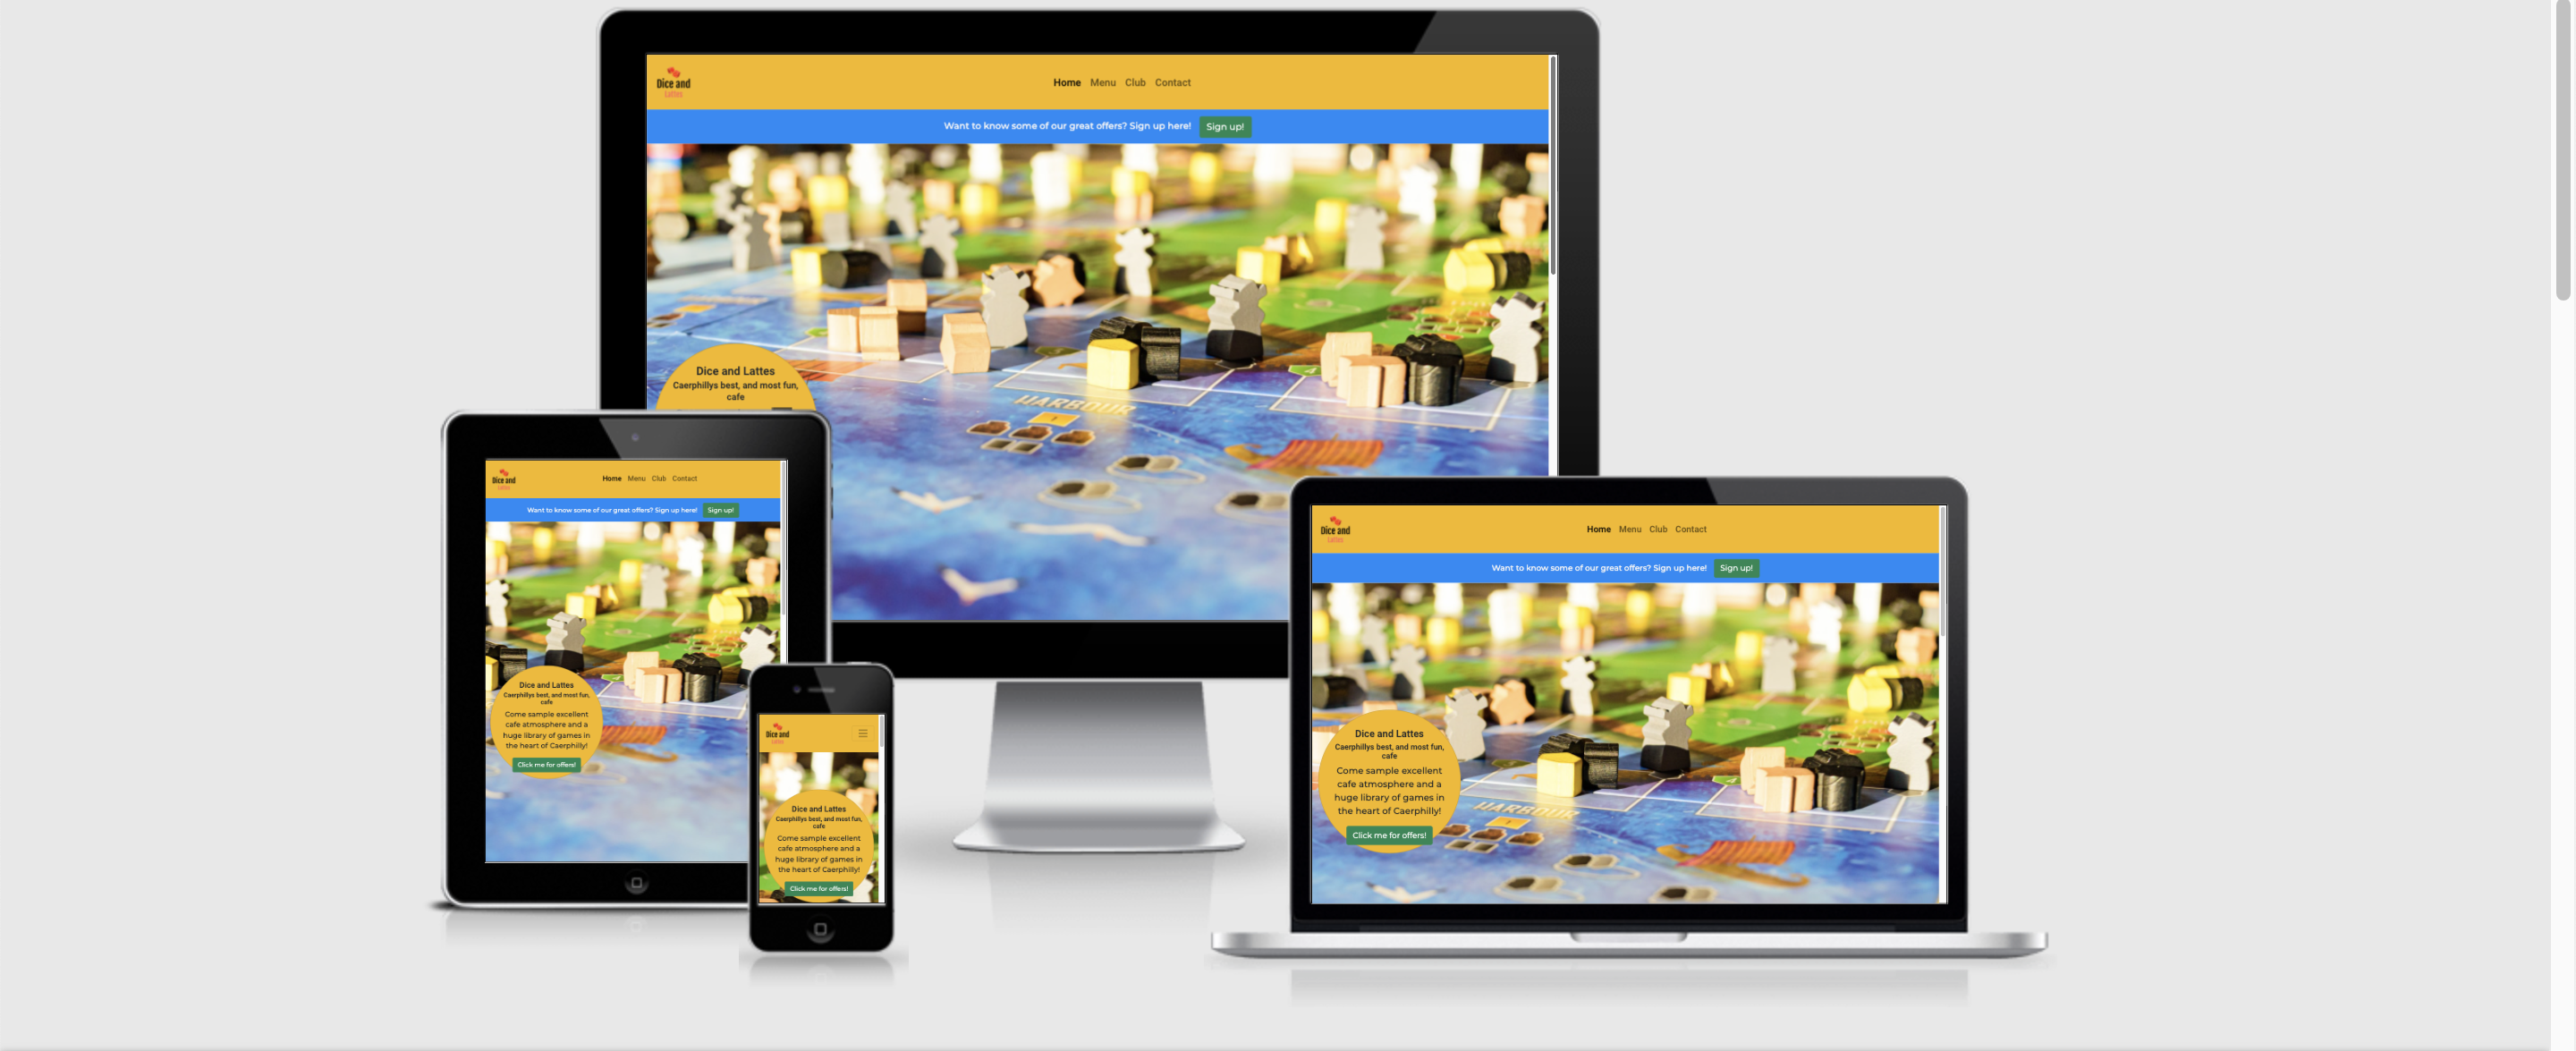 Dice and
Lattes
Home Menu Club Contact
Want to know some of our great offers? Sign up here! Sign up!
HARBOUR
Dice and Lattes
Caerphillys best, and most fun,
cafe
Dice and
Lattes
Home Menu Club Contact
Want to know some of our great offers? Sign up here! Sign up!
Dice and Lattes
Caerphillys best, and most fun,
cafe
Come sample excellent
cafe atmosphere and a
huge library of games in
the heart of Caerphilly!
Click me for offers!
Dice and
Lattes
Dice and Lattes
Caerphillys best, and most fun,
cafe
Come sample excellent
cafe atmosphere and a
huge library of games in
the heart of Caerphilly!
Click me for offers!
Dice and
Lattes
Home Menu Club Contact
Want to know some of our great offers? Sign up here! Sign up!
Dice and Lattes
Caerphillys best, and most fun,
cafe
Come sample excellent
cafe atmosphere and a
huge library of games in
the heart of Caerphilly!
Click me for offers!
HARBOUR